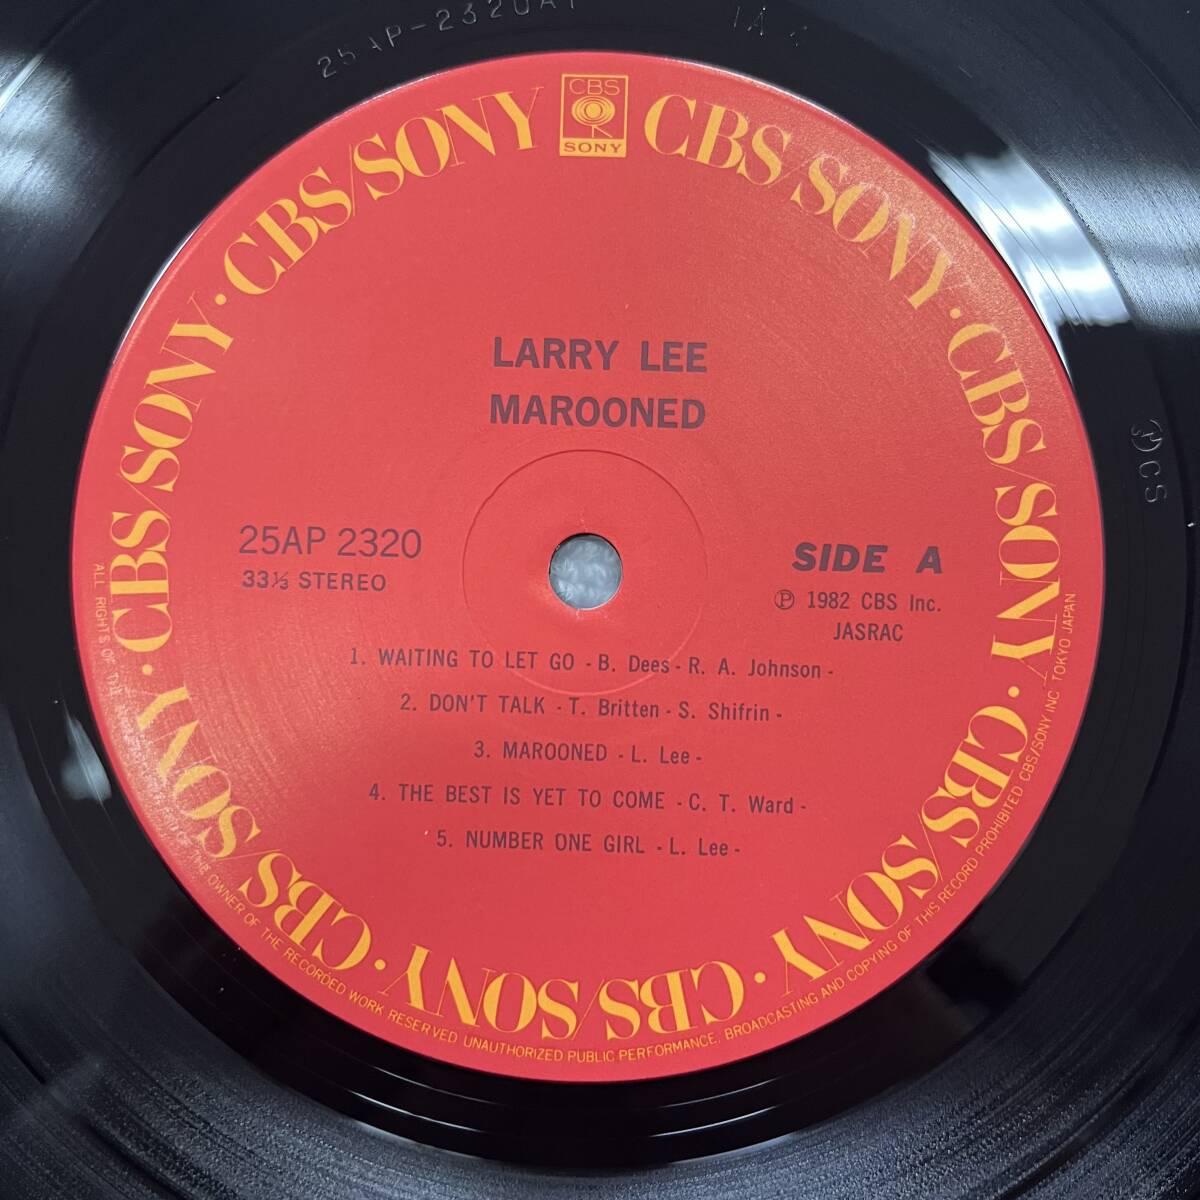 25AP-2320A1
1A
CBS
SONY
CBS/SONY · CBS/SONY · CBS/SONY · CBS/SONY · CBS/SONY · CBS/SONY · CBS/SONY · CBS/SONY
LARRY LEE
MAROONED
25AP 2320
33⅓ STEREO
SIDE A
Ⓟ 1982 CBS Inc.
JASRAC
1. WAITING TO LET GO - B. Dees - R. A. Johnson -
2. DON'T TALK - T. Britten - S. Shifrin -
3. MAROONED - L. Lee -
4. THE BEST IS YET TO COME - C. T. Ward -
5. NUMBER ONE GIRL - L. Lee -
ALL RIGHTS OF THE OWNER OF THE RECORDED WORK RESERVED UNAUTHORIZED PUBLIC PERFORMANCE. BROADCASTING AND COPYING OF THIS RECORD PROHIBITED CBS/SONY INC TOKYO JAPAN
CS